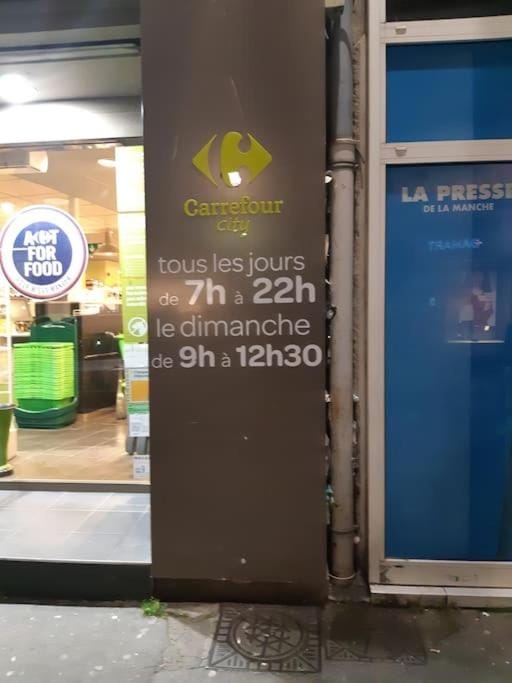 Carrefour
City
tous les jours
de 7h à 22h
le dimanche
de 9h à 12h30
ACT
FOR
FOOD
LA PRESSE
DE LA MANCHE